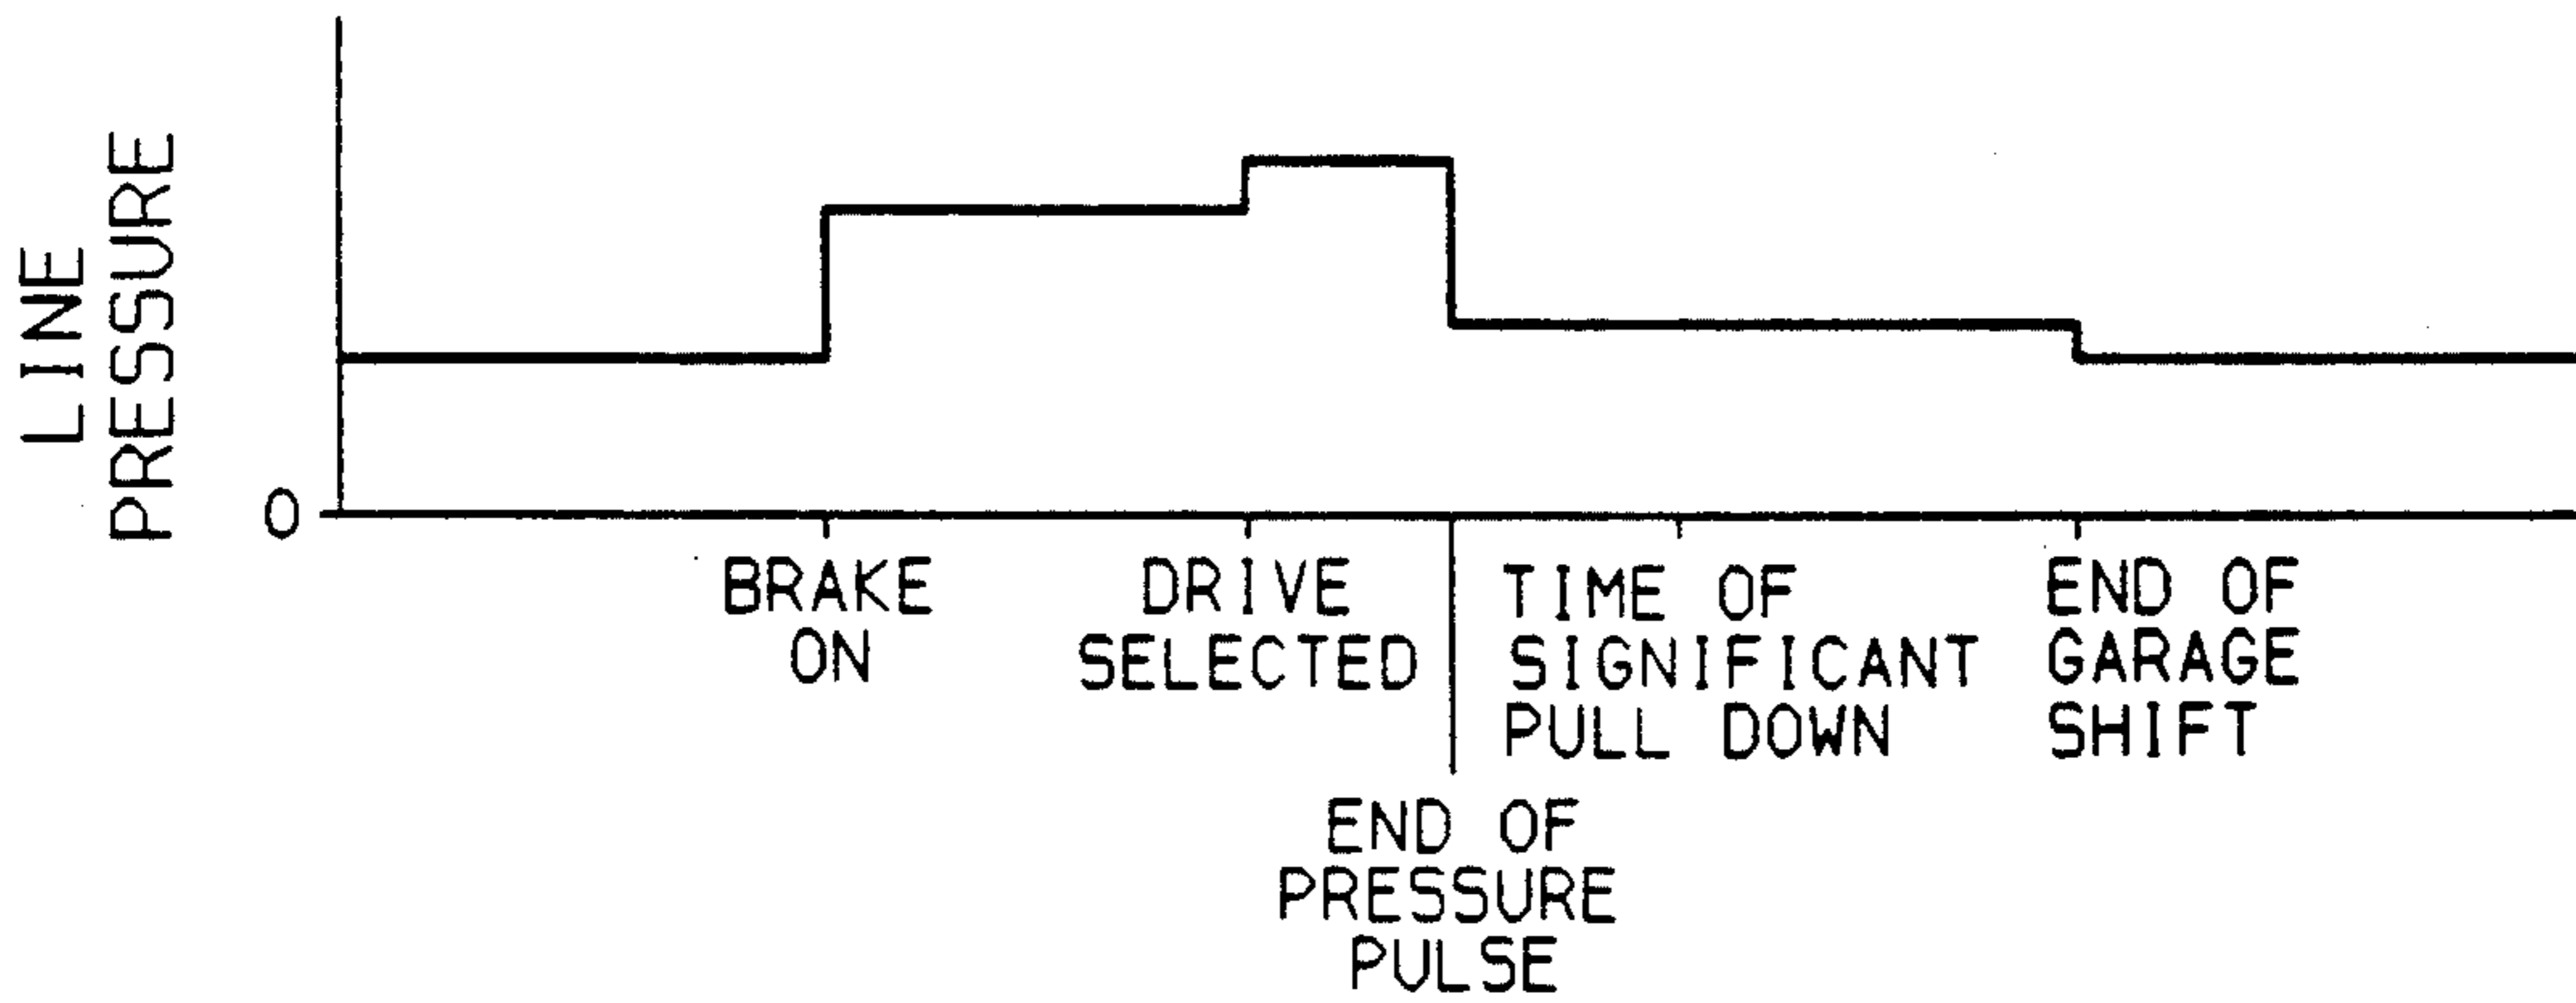 LINE
PRESSURE
0
BRAKE
ON
DRIVE
SELECTED
END OF
PRESSURE
PULSE
TIME OF
SIGNIFICANT
PULL DOWN
END OF
GARAGE
SHIFT